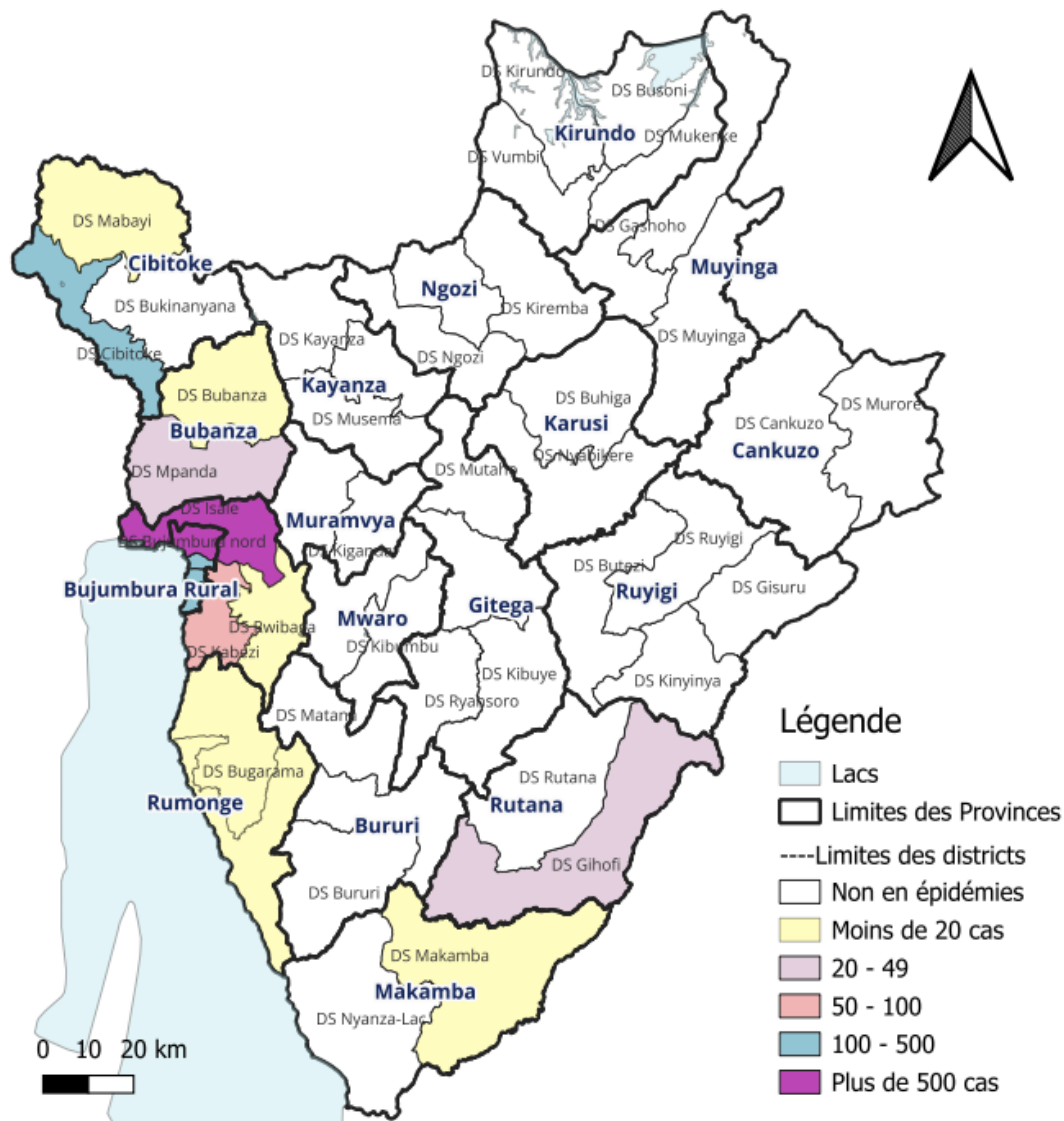 DS Kirundo
DS Busoni
Kirundo
DS Mukenke
DS Vumbi
DS Mabayi
DS Gashoho
Cibitoke
Muyinga
Ngozi
DS Bukinanyana
DS Kiremba
DS Kayanza
DS Muyinga
DS Cibitoke
DS Ngozi
Kayanza
DS Bubanza
DS Buhiga
DS Murore
DS Musema
Karusi
DS Cankuzo
Bubanza
Cankuzo
DS Nyabikere
DS Mpanda
DS Mutaho
DS Isale
Muramvya
DS Bujumbura nord
DS Ruyigi
DS Kiganda
DS Butezi
Bujumbura Rural
Ruyigi
DS Gisuru
Gitega
Mwaro
DS Rwibaga
DS Kibumbu
DS Kabezi
DS Kibuye
DS Kinyinya
DS Ryansoro
DS Matana
Légende
DS Bugarama
DS Rutana
Lacs
Rumonge
Rutana
Limites des Provinces
Bururi
----Limites des districts
DS Gihofi
DS Bururi
Non en épidémies
Moins de 20 cas
DS Makamba
20 - 49
Makamba
50 - 100
DS Nyanza-Lac
100 - 500
0 10 20 km
Plus de 500 cas